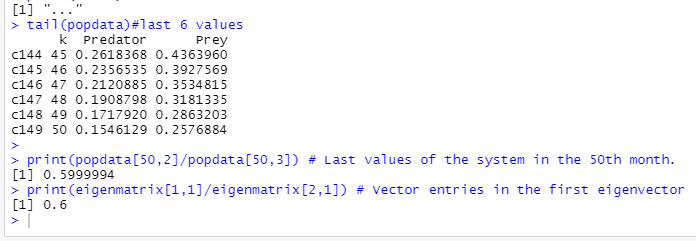 [1] "..."
> tail(popdata)#last 6 values
      k  Predator      Prey
c144 45 0.2618368 0.4363960
c145 46 0.2356535 0.3927569
c146 47 0.2120885 0.3534815
c147 48 0.1908798 0.3181335
c148 49 0.1717920 0.2863203
c149 50 0.1546129 0.2576884
>
> print(popdata[50,2]/popdata[50,3]) # Last values of the system in the 50th month.
[1] 0.5999994
> print(eigenmatrix[1,1]/eigenmatrix[2,1]) # Vector entries in the first eigenvector
[1] 0.6
>